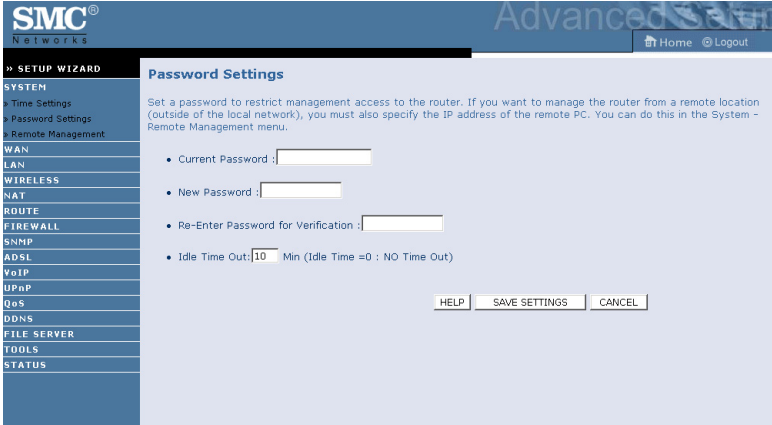 SMC®
Networks
Advanced Setup
Home Logout
» SETUP WIZARD
SYSTEM
» Time Settings
» Password Settings
» Remote Management
WAN
LAN
WIRELESS
NAT
ROUTE
FIREWALL
SNMP
ADSL
VoIP
UPnP
QoS
DDNS
FILE SERVER
TOOLS
STATUS
Password Settings
Set a password to restrict management access to the router. If you want to manage the router from a remote location
(outside of the local network), you must also specify the IP address of the remote PC. You can do this in the System –
Remote Management menu.
• Current Password :
• New Password :
• Re-Enter Password for Verification :
• Idle Time Out: 10 Min (Idle Time =0 : NO Time Out)
HELP SAVE SETTINGS CANCEL